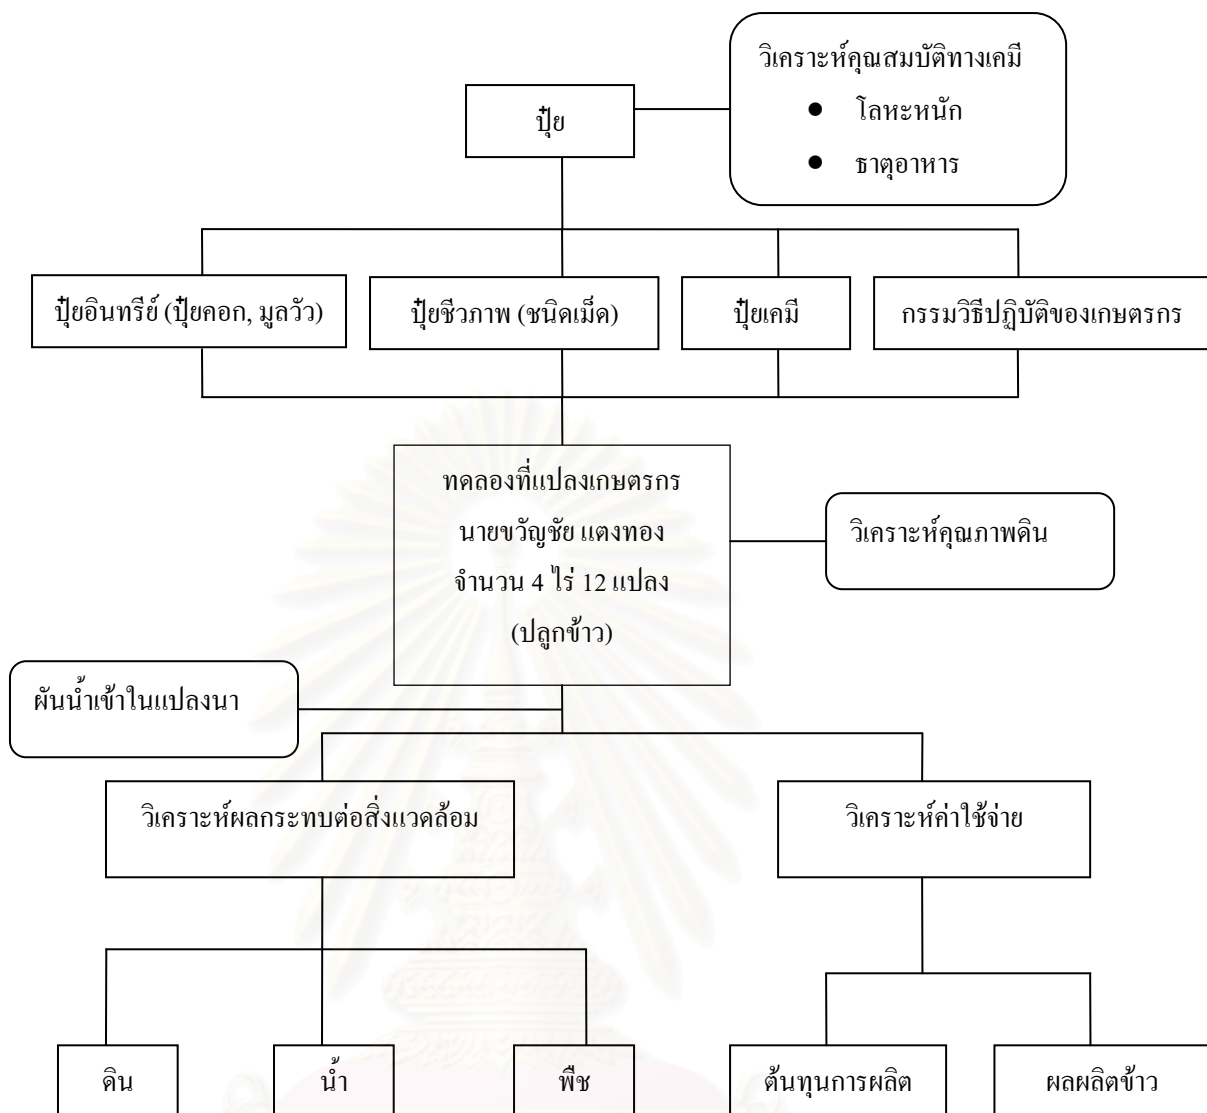 วิเคราะห์คุณสมบัติทางเคมี
● โลหะหนัก
● ธาตุอาหาร
ปุ๋ย
ปุ๋ยอินทรีย์ (ปุ๋ยคอก, มูลวัว)
ปุ๋ยชีวภาพ (ชนิดเม็ด)
ปุ๋ยเคมี
กรรมวิธีปฏิบัติของเกษตรกร
ทดลองที่แปลงเกษตรกร
นายขวัญชัย แตงทอง
จำนวน 4 ไร่ 12 แปลง
(ปลูกข้าว)
วิเคราะห์คุณภาพดิน
ผันน้ำเข้าในแปลงนา
วิเคราะห์ผลกระทบต่อสิ่งแวดล้อม
วิเคราะห์ค่าใช้จ่าย
ดิน
น้ำ
พืช
ต้นทุนการผลิต
ผลผลิตข้าว